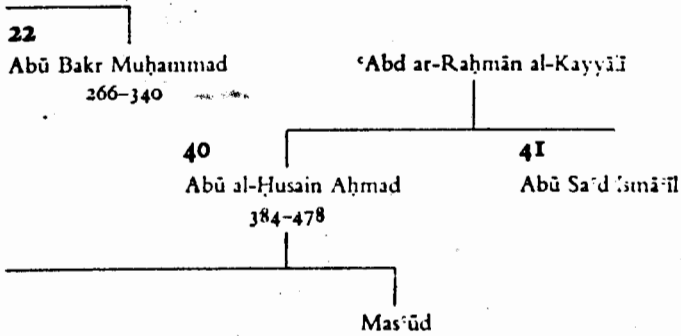 22
Abū Bakr Muḥammad
266–340
ʿAbd ar-Raḥmān al-Kayyālī
40
Abū al-Ḥusain Aḥmad
384–478
41
Abū Saʿd Ismāʿīl
Masʿūd